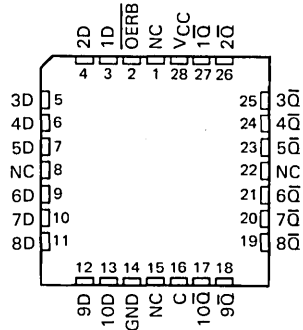 2D 1D O̅E̅R̅B̅ NC VCC 1Q̅ 2Q̅
4 3 2 1 28 27 26
3D 5 25 3Q̅
4D 6 24 4Q̅
5D 7 23 5Q̅
NC 8 22 NC
6D 9 21 6Q̅
7D 10 20 7Q̅
8D 11 19 8Q̅
12 13 14 15 16 17 18
9D 10D GND NC C 10Q̅ 9Q̅